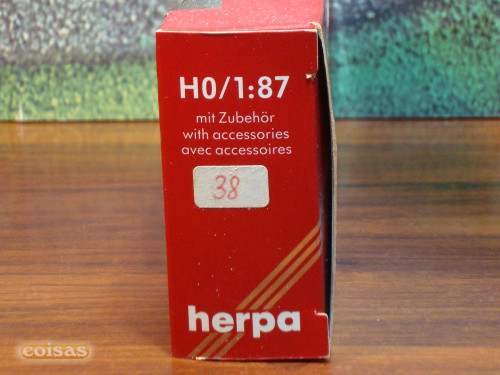 H0/1:87
mit Zubehör
with accessories
avec accessoires
38
herpa
coisas